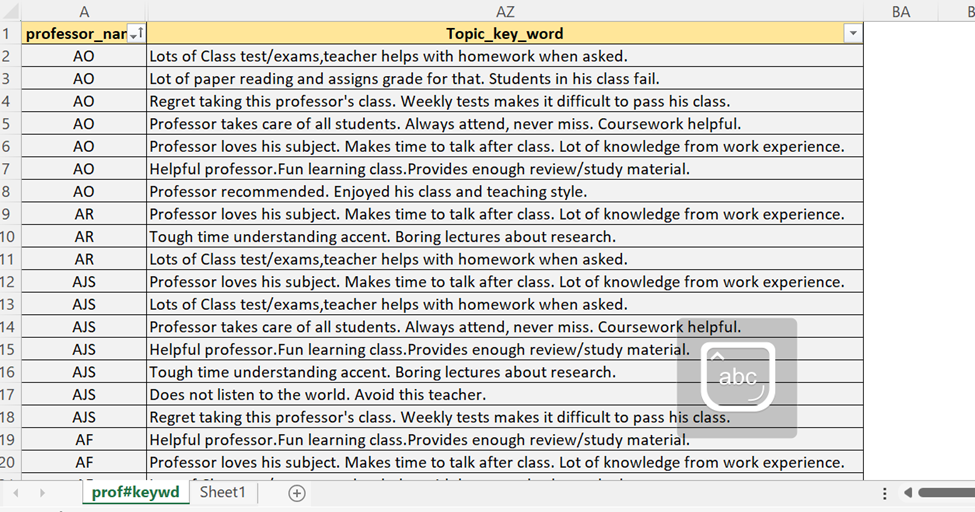 A AZ BA
1 professor_nar Topic_key_word
2 AO Lots of Class test/exams,teacher helps with homework when asked.
3 AO Lot of paper reading and assigns grade for that. Students in his class fail.
4 AO Regret taking this professor's class. Weekly tests makes it difficult to pass his class.
5 AO Professor takes care of all students. Always attend, never miss. Coursework helpful.
6 AO Professor loves his subject. Makes time to talk after class. Lot of knowledge from work experience.
7 AO Helpful professor.Fun learning class.Provides enough review/study material.
8 AO Professor recommended. Enjoyed his class and teaching style.
9 AR Professor loves his subject. Makes time to talk after class. Lot of knowledge from work experience.
10 AR Tough time understanding accent. Boring lectures about research.
11 AR Lots of Class test/exams,teacher helps with homework when asked.
12 AJS Professor loves his subject. Makes time to talk after class. Lot of knowledge from work experience.
13 AJS Lots of Class test/exams,teacher helps with homework when asked.
14 AJS Professor takes care of all students. Always attend, never miss. Coursework helpful.
15 AJS Helpful professor.Fun learning class.Provides enough review/study material.
16 AJS Tough time understanding accent. Boring lectures about research.
abc
17 AJS Does not listen to the world. Avoid this teacher.
18 AJS Regret taking this professor's class. Weekly tests makes it difficult to pass his class.
19 AF Helpful professor.Fun learning class.Provides enough review/study material.
20 AF Professor loves his subject. Makes time to talk after class. Lot of knowledge from work experience.
prof#keywd Sheet1